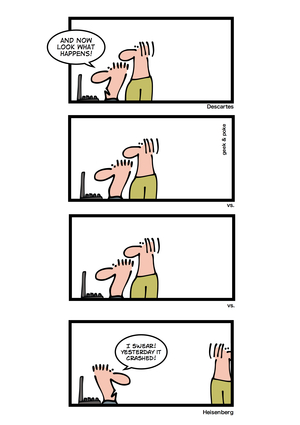 AND NOW
LOOK WHAT
HAPPENS!
Descartes
geek & poke
vs.
vs.
I SWEAR!
YESTERDAY IT
CRASHED!
Heisenberg